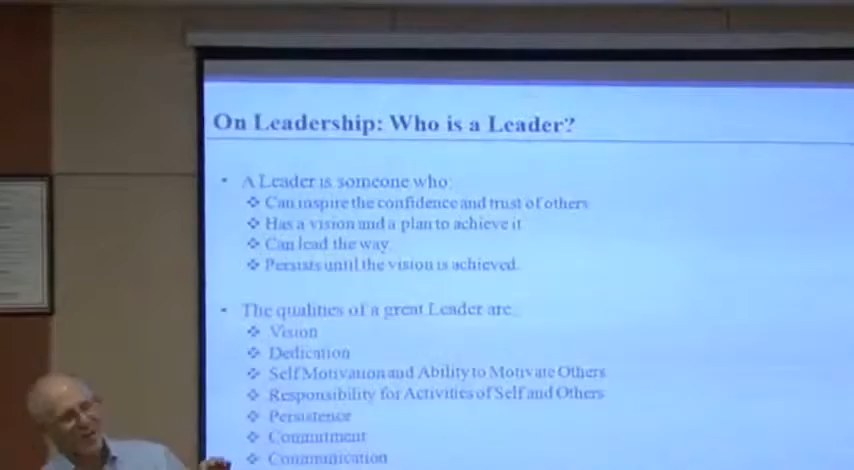 On Leadership: Who is a Leader?
• A Leader is someone who:
❖ Can inspire the confidence and trust of others
❖ Has a vision and a plan to achieve it
❖ Can lead the way
❖ Persists until the vision is achieved.
• The qualities of a great Leader are:
❖ Vision
❖ Dedication
❖ Self Motivation and Ability to Motivate Others
❖ Responsibility for Activities of Self and Others
❖ Persistence
❖ Commitment
❖ Communication